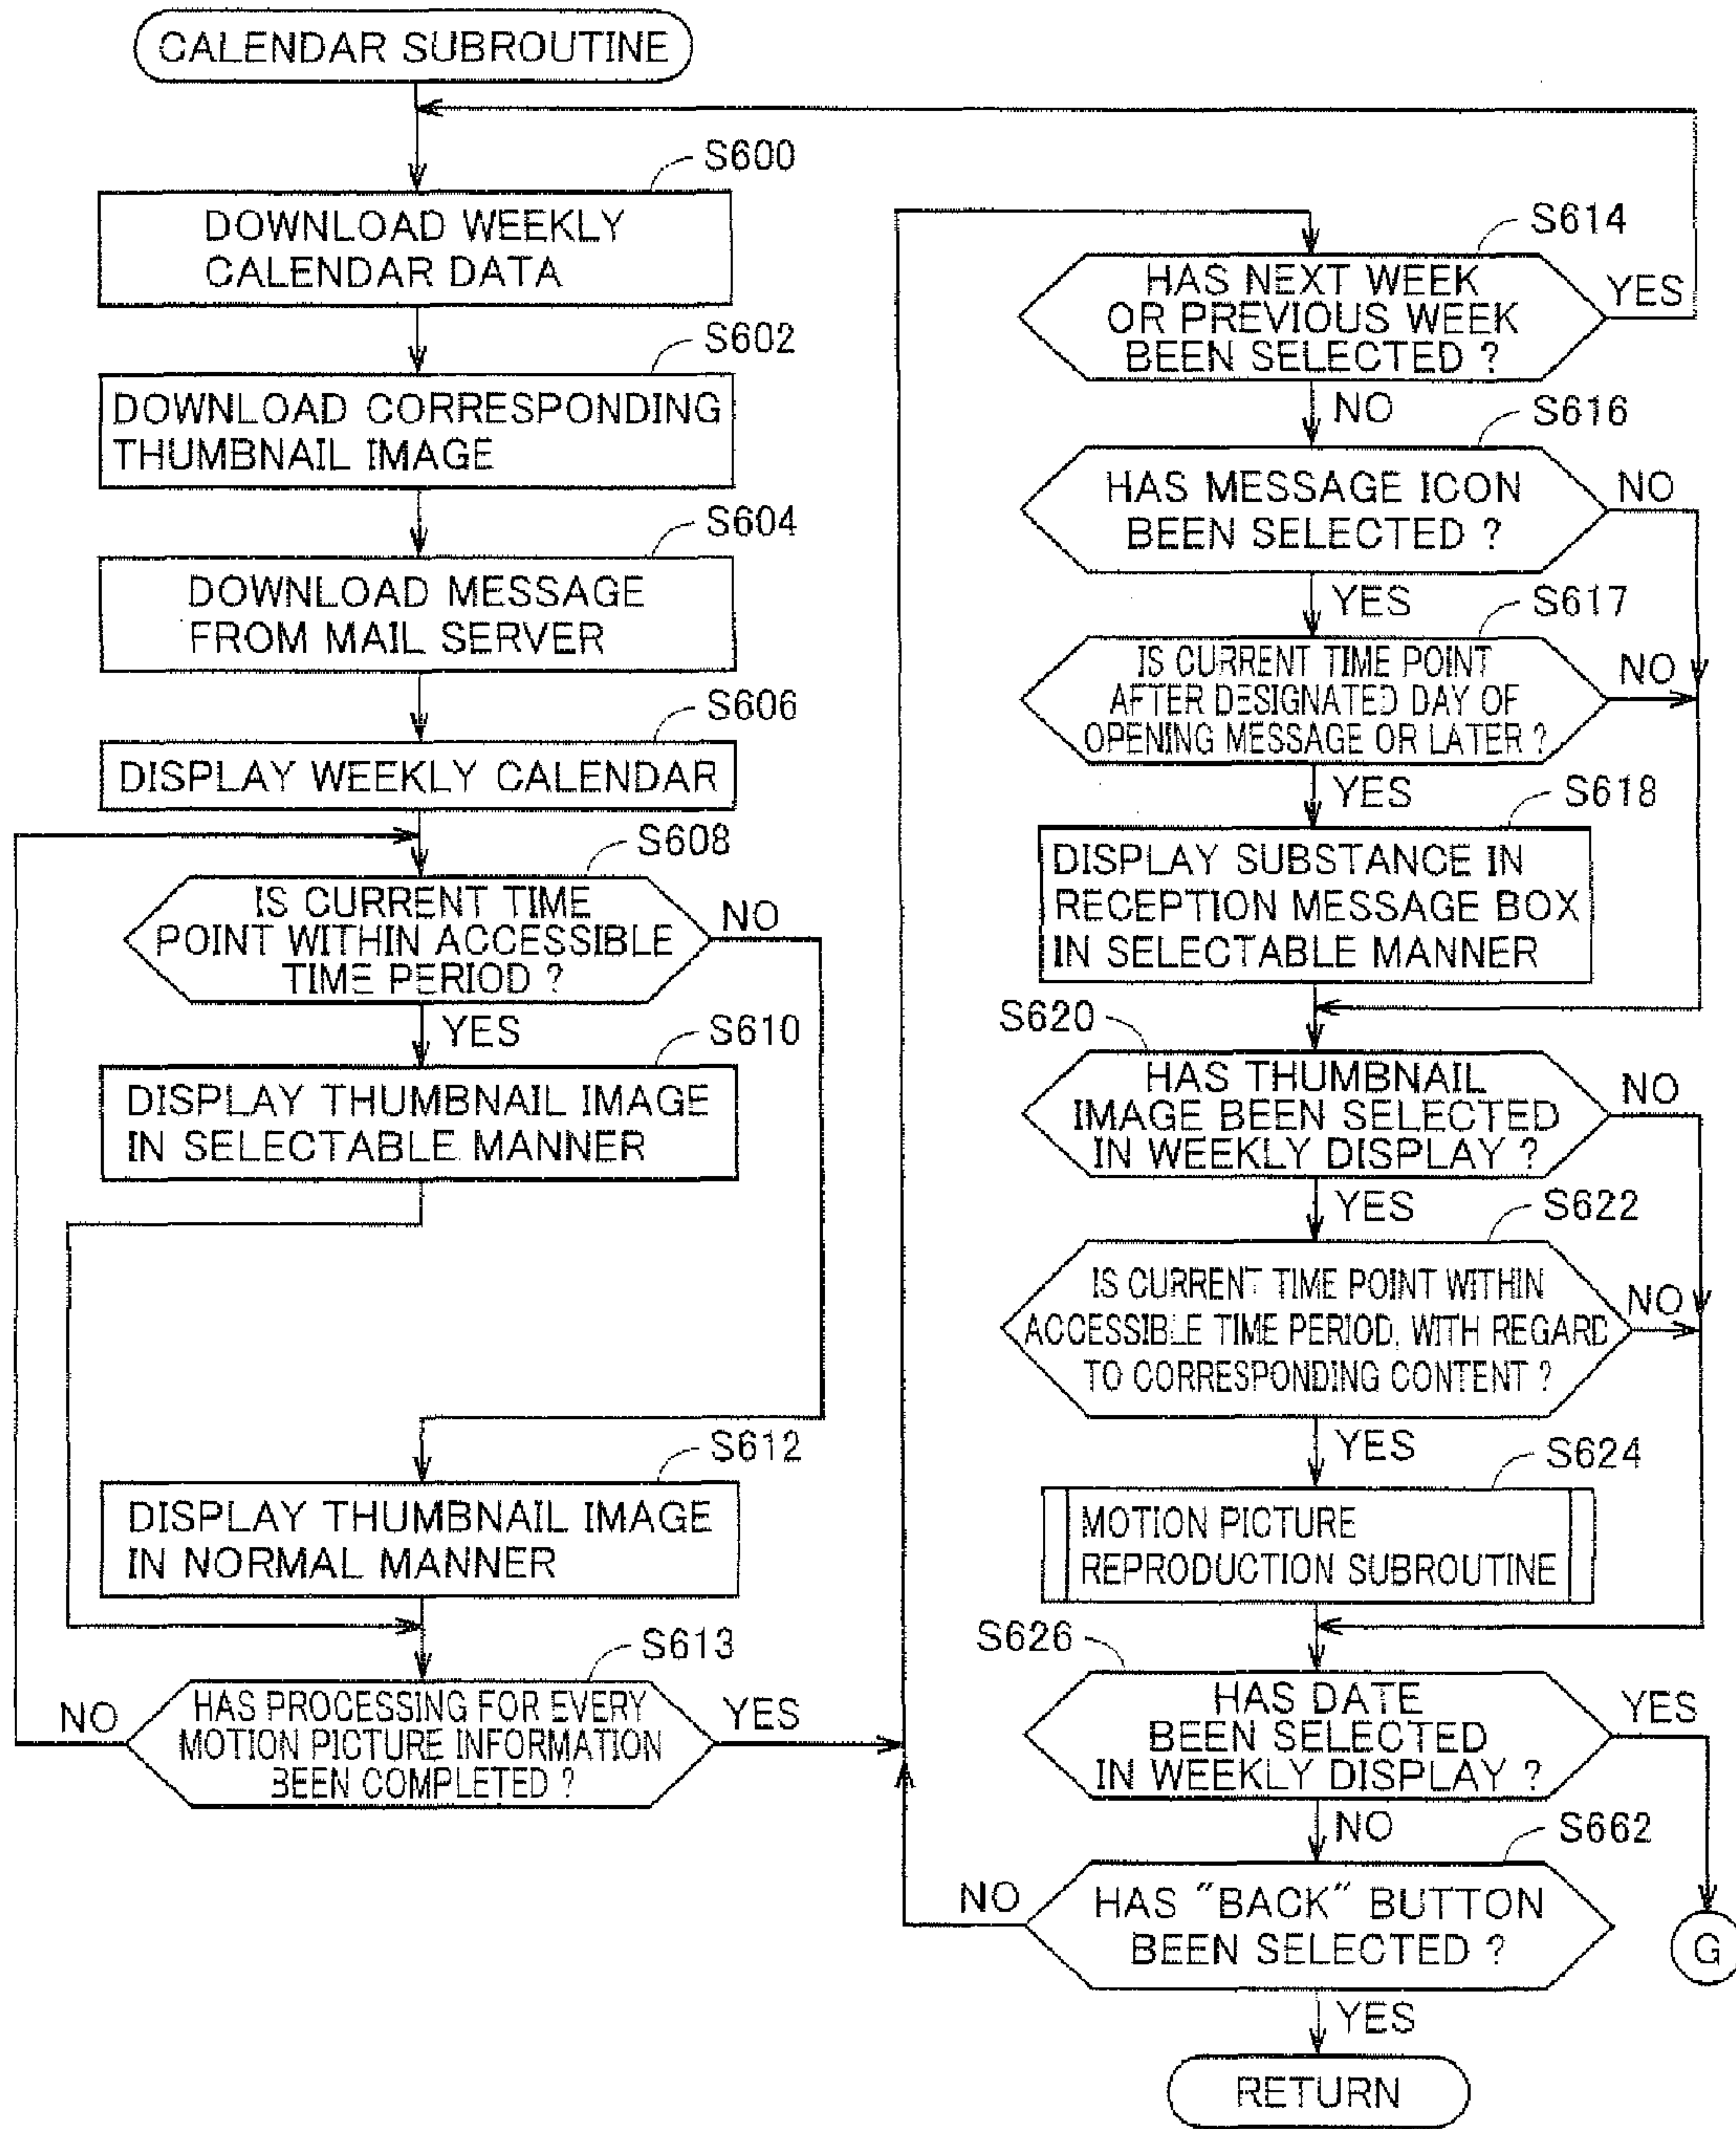 CALENDAR SUBROUTINE
S600
DOWNLOAD WEEKLY
CALENDAR DATA
S602
DOWNLOAD CORRESPONDING
THUMBNAIL IMAGE
S604
DOWNLOAD MESSAGE
FROM MAIL SERVER
S606
DISPLAY WEEKLY CALENDAR
S608
IS CURRENT TIME
POINT WITHIN ACCESSIBLE
TIME PERIOD ?
NO
YES
S610
DISPLAY THUMBNAIL IMAGE
IN SELECTABLE MANNER
S612
DISPLAY THUMBNAIL IMAGE
IN NORMAL MANNER
S613
HAS PROCESSING FOR EVERY
MOTION PICTURE INFORMATION
BEEN COMPLETED ?
NO
YES
S614
HAS NEXT WEEK
OR PREVIOUS WEEK
BEEN SELECTED ?
YES
NO
S616
HAS MESSAGE ICON
BEEN SELECTED ?
NO
YES
S617
IS CURRENT TIME POINT
AFTER DESIGNATED DAY OF
OPENING MESSAGE OR LATER ?
NO
YES
S618
DISPLAY SUBSTANCE IN
RECEPTION MESSAGE BOX
IN SELECTABLE MANNER
S620
HAS THUMBNAIL
IMAGE BEEN SELECTED
IN WEEKLY DISPLAY ?
NO
YES
S622
IS CURRENT TIME POINT WITHIN
ACCESSIBLE TIME PERIOD, WITH REGARD
TO CORRESPONDING CONTENT ?
NO
YES
S624
MOTION PICTURE
REPRODUCTION SUBROUTINE
S626
HAS DATE
BEEN SELECTED
IN WEEKLY DISPLAY ?
YES
NO
S662
HAS "BACK" BUTTON
BEEN SELECTED ?
NO
G
YES
RETURN